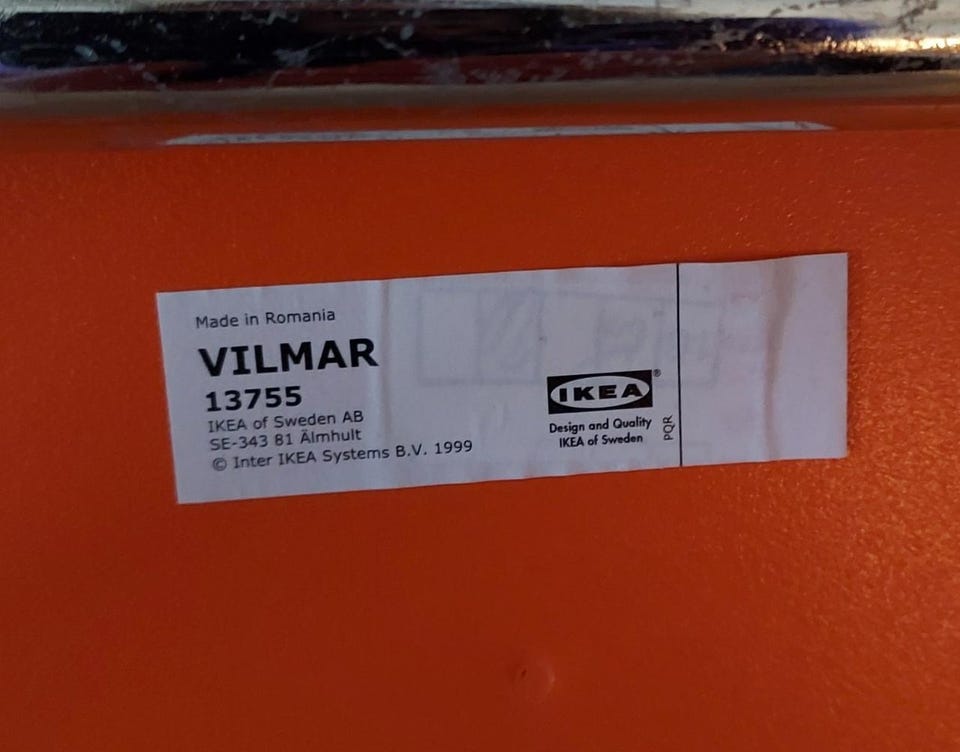 Made in Romania
VILMAR
13755
IKEA of Sweden AB
SE-343 81 Älmhult
© Inter IKEA Systems B.V. 1999
IKEA®
Design and Quality
IKEA of Sweden
PQR